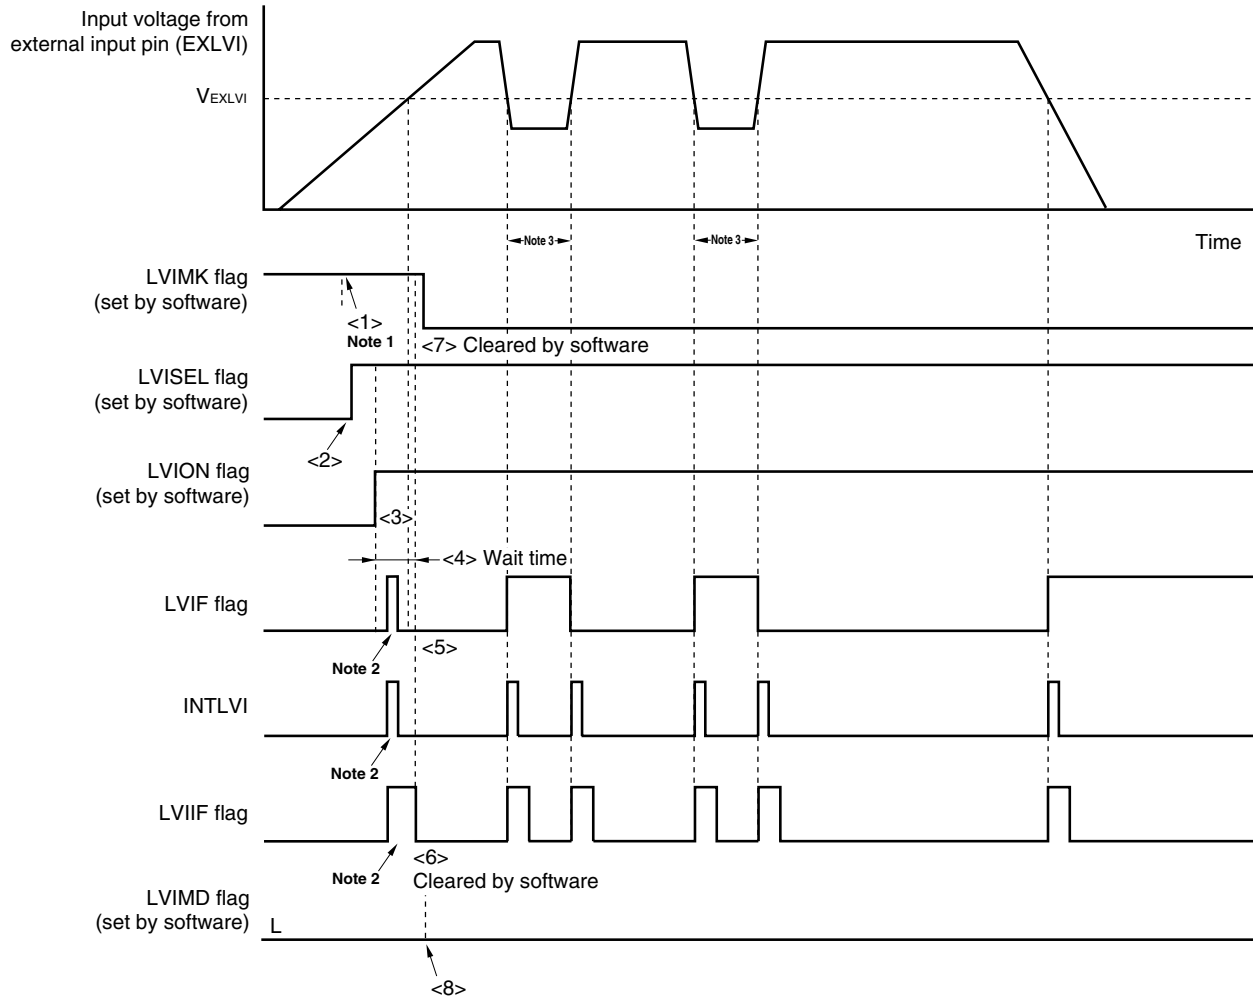 Input voltage from
external input pin (EXLVI)
VEXLVI
Note 3
Note 3
Time
LVIMK flag
(set by software)
<1>
Note 1
<7> Cleared by software
LVISEL flag
(set by software)
<2>
LVION flag
(set by software)
<3>
<4> Wait time
LVIF flag
<5>
Note 2
INTLVI
Note 2
LVIIF flag
<6>
Note 2
Cleared by software
LVIMD flag
(set by software)
L
<8>